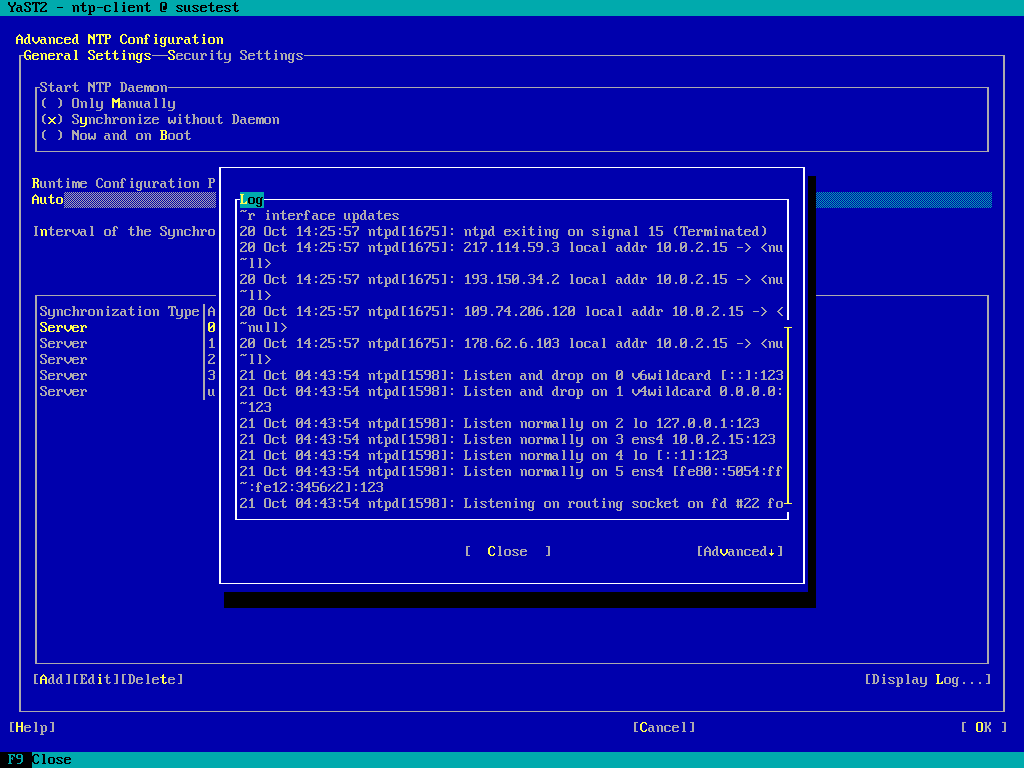 YaST2 - ntp-client @ susetest
Advanced NTP Configuration
General Settings Security Settings
Start NTP Daemon
( ) Only Manually
(x) Synchronize without Daemon
( ) Now and on Boot
Runtime Configuration P
Auto
Interval of the Synchro
Log
~r interface updates
20 Oct 14:25:57 ntpd[1675]: ntpd exiting on signal 15 (Terminated)
20 Oct 14:25:57 ntpd[1675]: 217.114.59.3 local addr 10.0.2.15 -> <nu
~ll>
20 Oct 14:25:57 ntpd[1675]: 193.150.34.2 local addr 10.0.2.15 -> <nu
~ll>
20 Oct 14:25:57 ntpd[1675]: 109.74.206.120 local addr 10.0.2.15 -> <
~null>
20 Oct 14:25:57 ntpd[1675]: 178.62.6.103 local addr 10.0.2.15 -> <nu
~ll>
21 Oct 04:43:54 ntpd[1598]: Listen and drop on 0 v6wildcard [::]:123
21 Oct 04:43:54 ntpd[1598]: Listen and drop on 1 v4wildcard 0.0.0.0:
~123
21 Oct 04:43:54 ntpd[1598]: Listen normally on 2 lo 127.0.0.1:123
21 Oct 04:43:54 ntpd[1598]: Listen normally on 3 ens4 10.0.2.15:123
21 Oct 04:43:54 ntpd[1598]: Listen normally on 4 lo [::1]:123
21 Oct 04:43:54 ntpd[1598]: Listen normally on 5 ens4 [fe80::5054:ff
~:fe12:3456%2]:123
21 Oct 04:43:54 ntpd[1598]: Listening on routing socket on fd #22 fo
[ Close ] [Advanced↓]
Synchronization Type│A
Server │0
Server │1
Server │2
Server │3
Server │u
[Add][Edit][Delete] [Display Log...]
[Help] [Cancel] [ OK ]
F9 Close